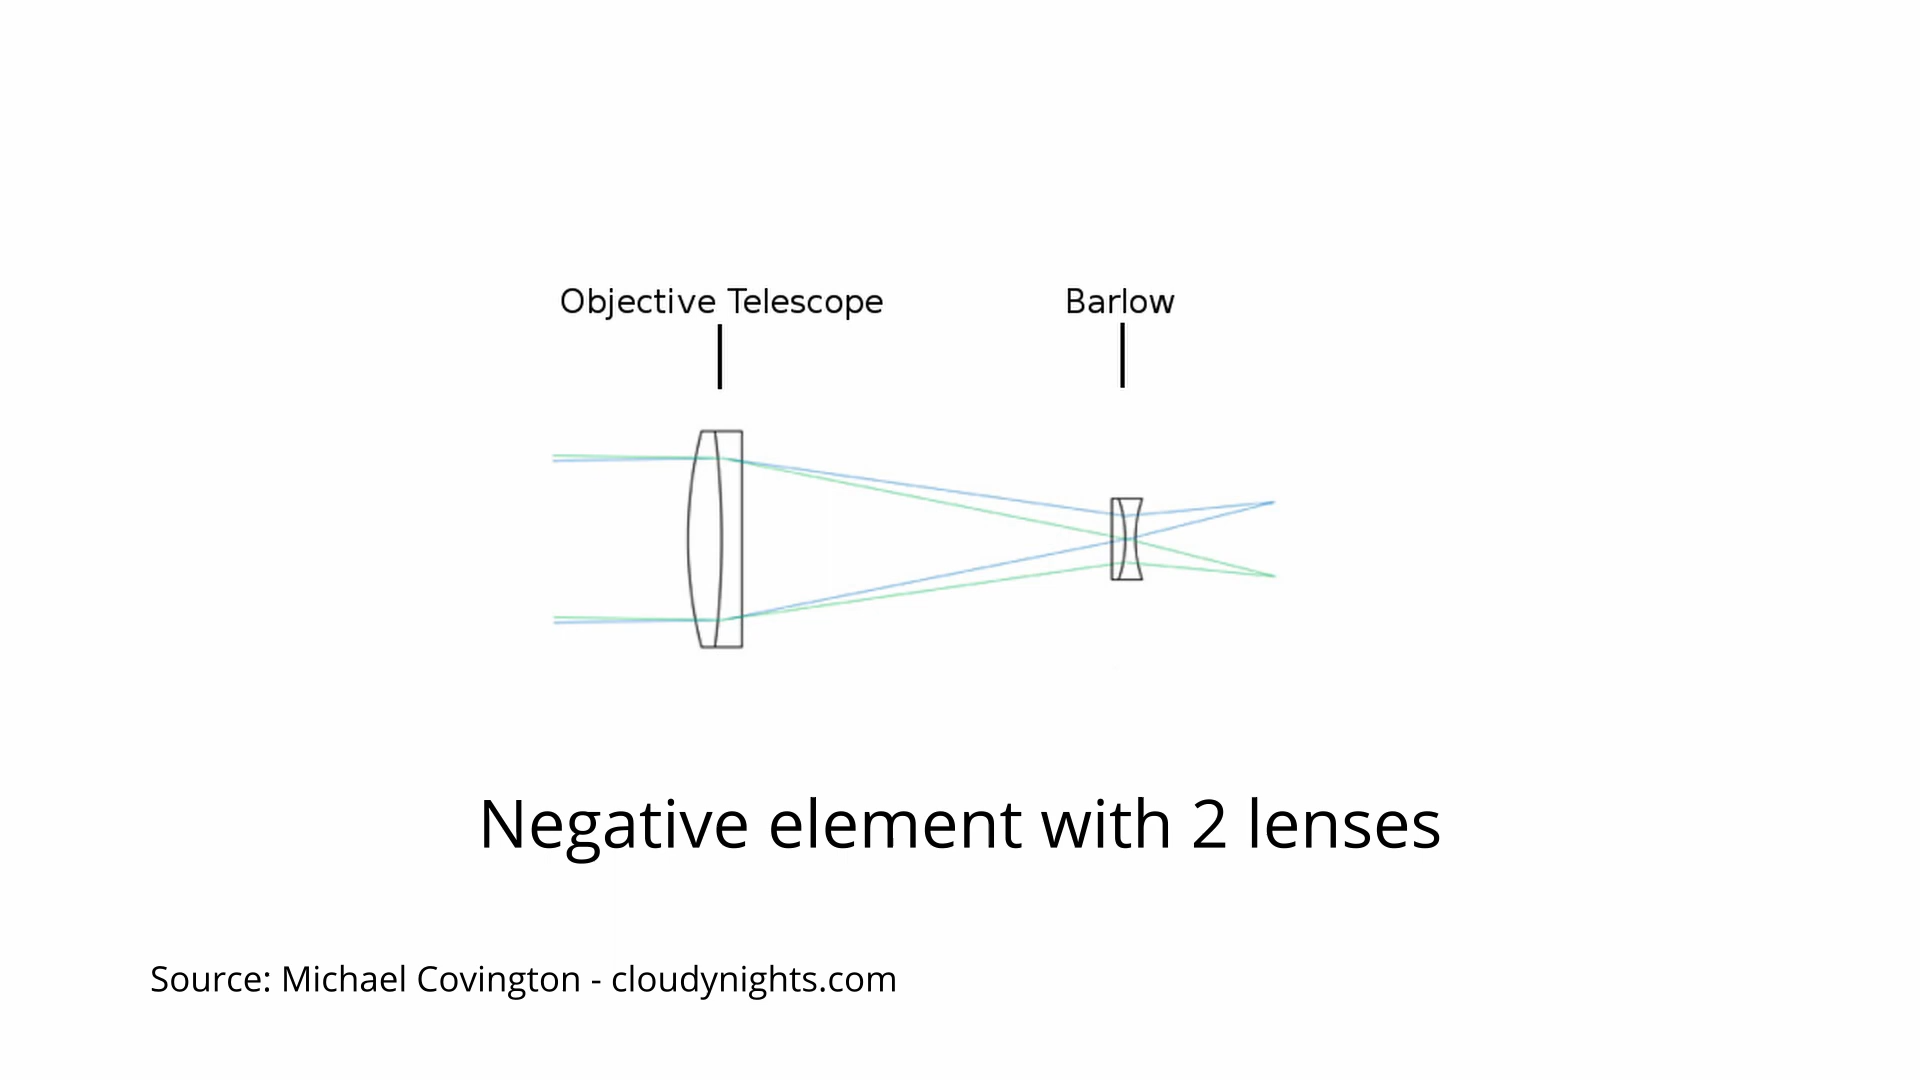 Objective Telescope
Barlow
Negative element with 2 lenses
Source: Michael Covington - cloudynights.com